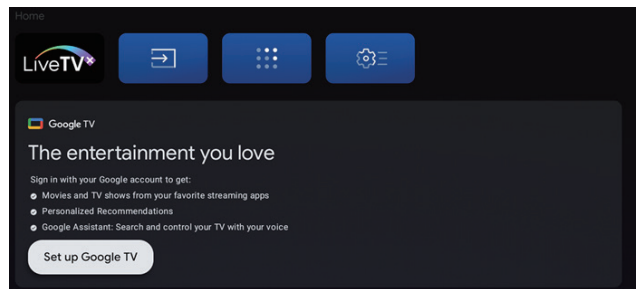 Home
LiveTV×
Google TV
The entertainment you love
Sign in with your Google account to get:
Movies and TV shows from your favorite streaming apps
Personalized Recommendations
Google Assistant: Search and control your TV with your voice
Set up Google TV